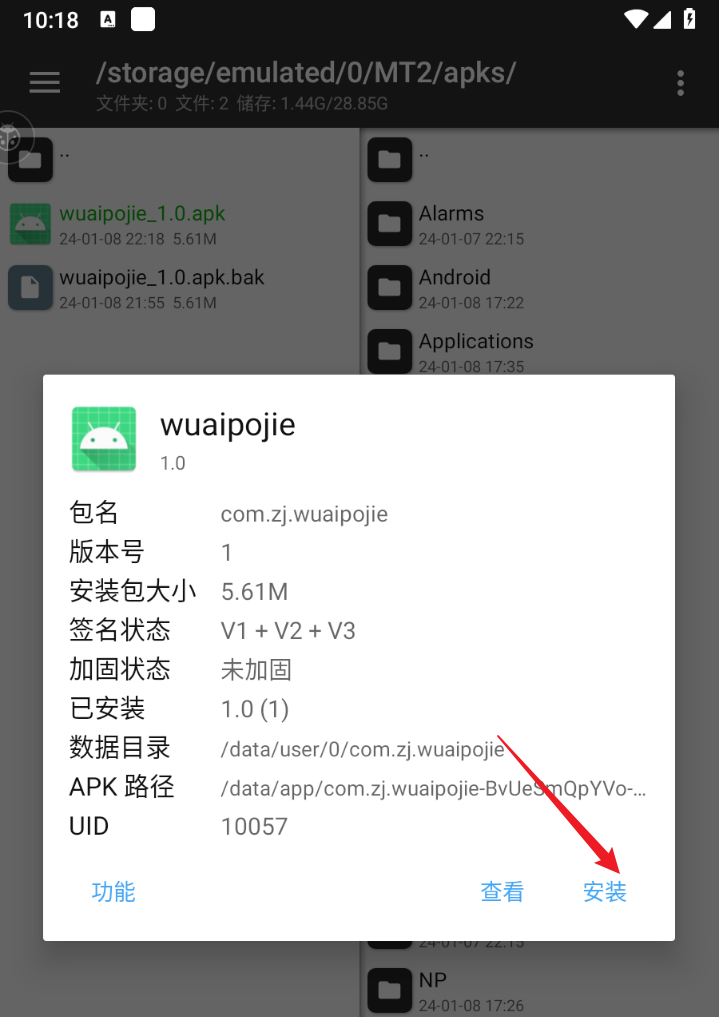 10:18
A
/storage/emulated/0/MT2/apks/
文件夹: 0 文件: 2 储存: 1.44G/28.85G
..
..
wuaipojie_1.0.apk
24-01-08 22:18 5.61M
Alarms
24-01-07 22:15
wuaipojie_1.0.apk.bak
24-01-08 21:55 5.61M
Android
24-01-08 17:22
Applications
24-01-08 17:35
wuaipojie
1.0
包名 com.zj.wuaipojie
版本号 1
安装包大小 5.61M
签名状态 V1 + V2 + V3
加固状态 未加固
已安装 1.0 (1)
数据目录 /data/user/0/com.zj.wuaipojie
APK 路径 /data/app/com.zj.wuaipojie-BvUeSmQpYVo-...
UID 10057
功能 查看 安装
24-01-07 22:15
NP
24-01-08 17:26